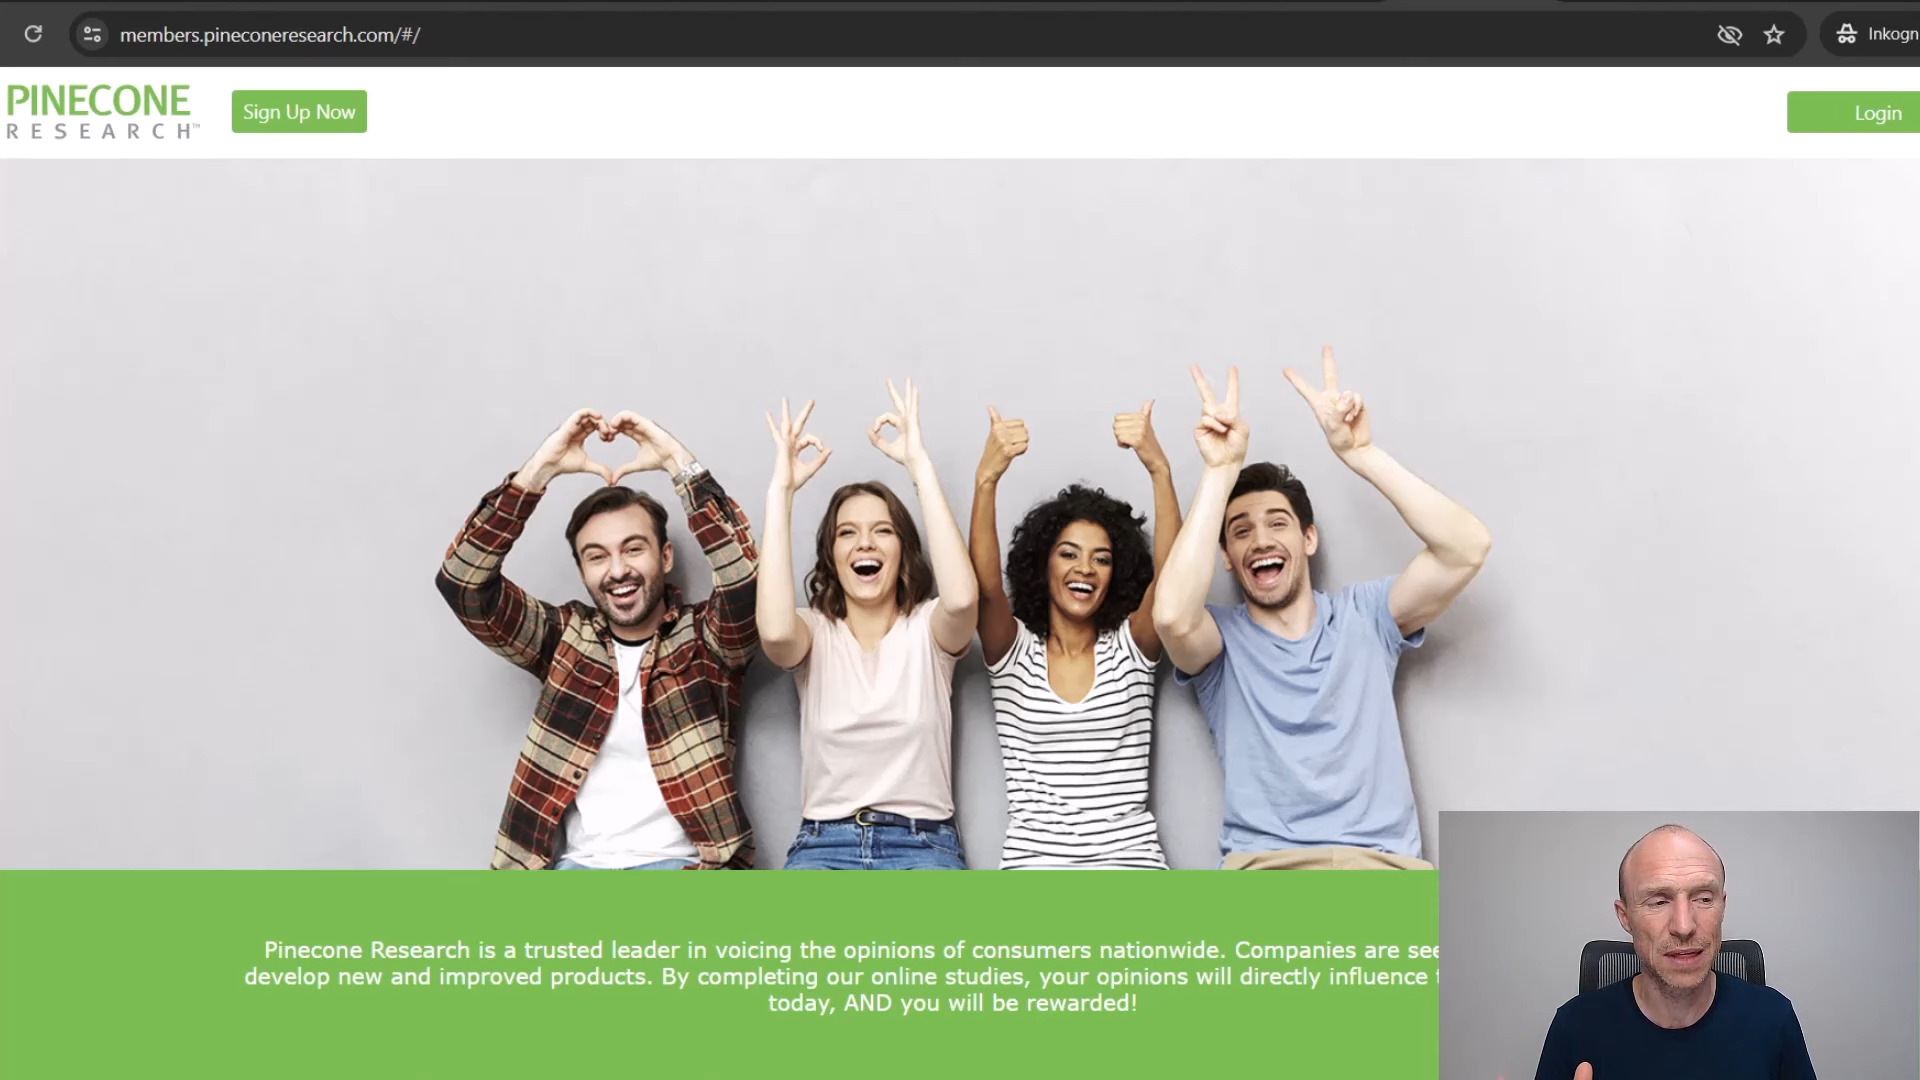 members.pineconeresearch.com/#/
Inkogn
PINECONE
RESEARCH™
Sign Up Now
Login
Pinecone Research is a trusted leader in voicing the opinions of consumers nationwide. Companies are see
develop new and improved products. By completing our online studies, your opinions will directly influence
today, AND you will be rewarded!